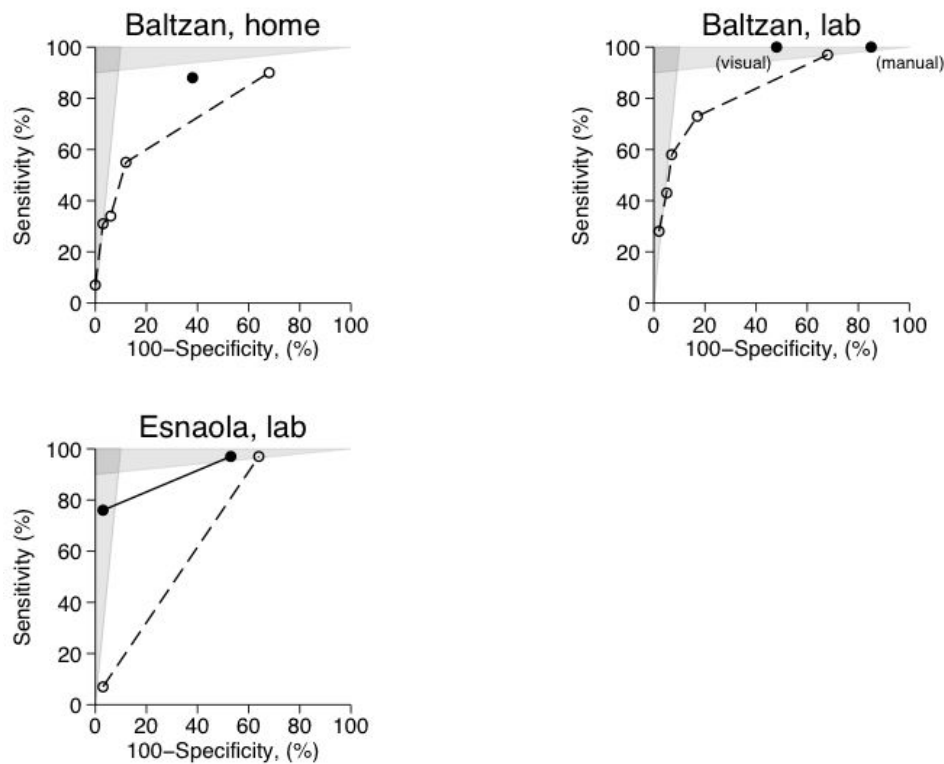 Baltzan, home
100
80
60
40
20
0
Sensitivity (%)
0 20 40 60 80 100
100−Specificity, (%)
Baltzan, lab
100
80
60
40
20
0
Sensitivity (%)
(visual) (manual)
0 20 40 60 80 100
100−Specificity, (%)
Esnaola, lab
100
80
60
40
20
0
Sensitivity (%)
0 20 40 60 80 100
100−Specificity, (%)